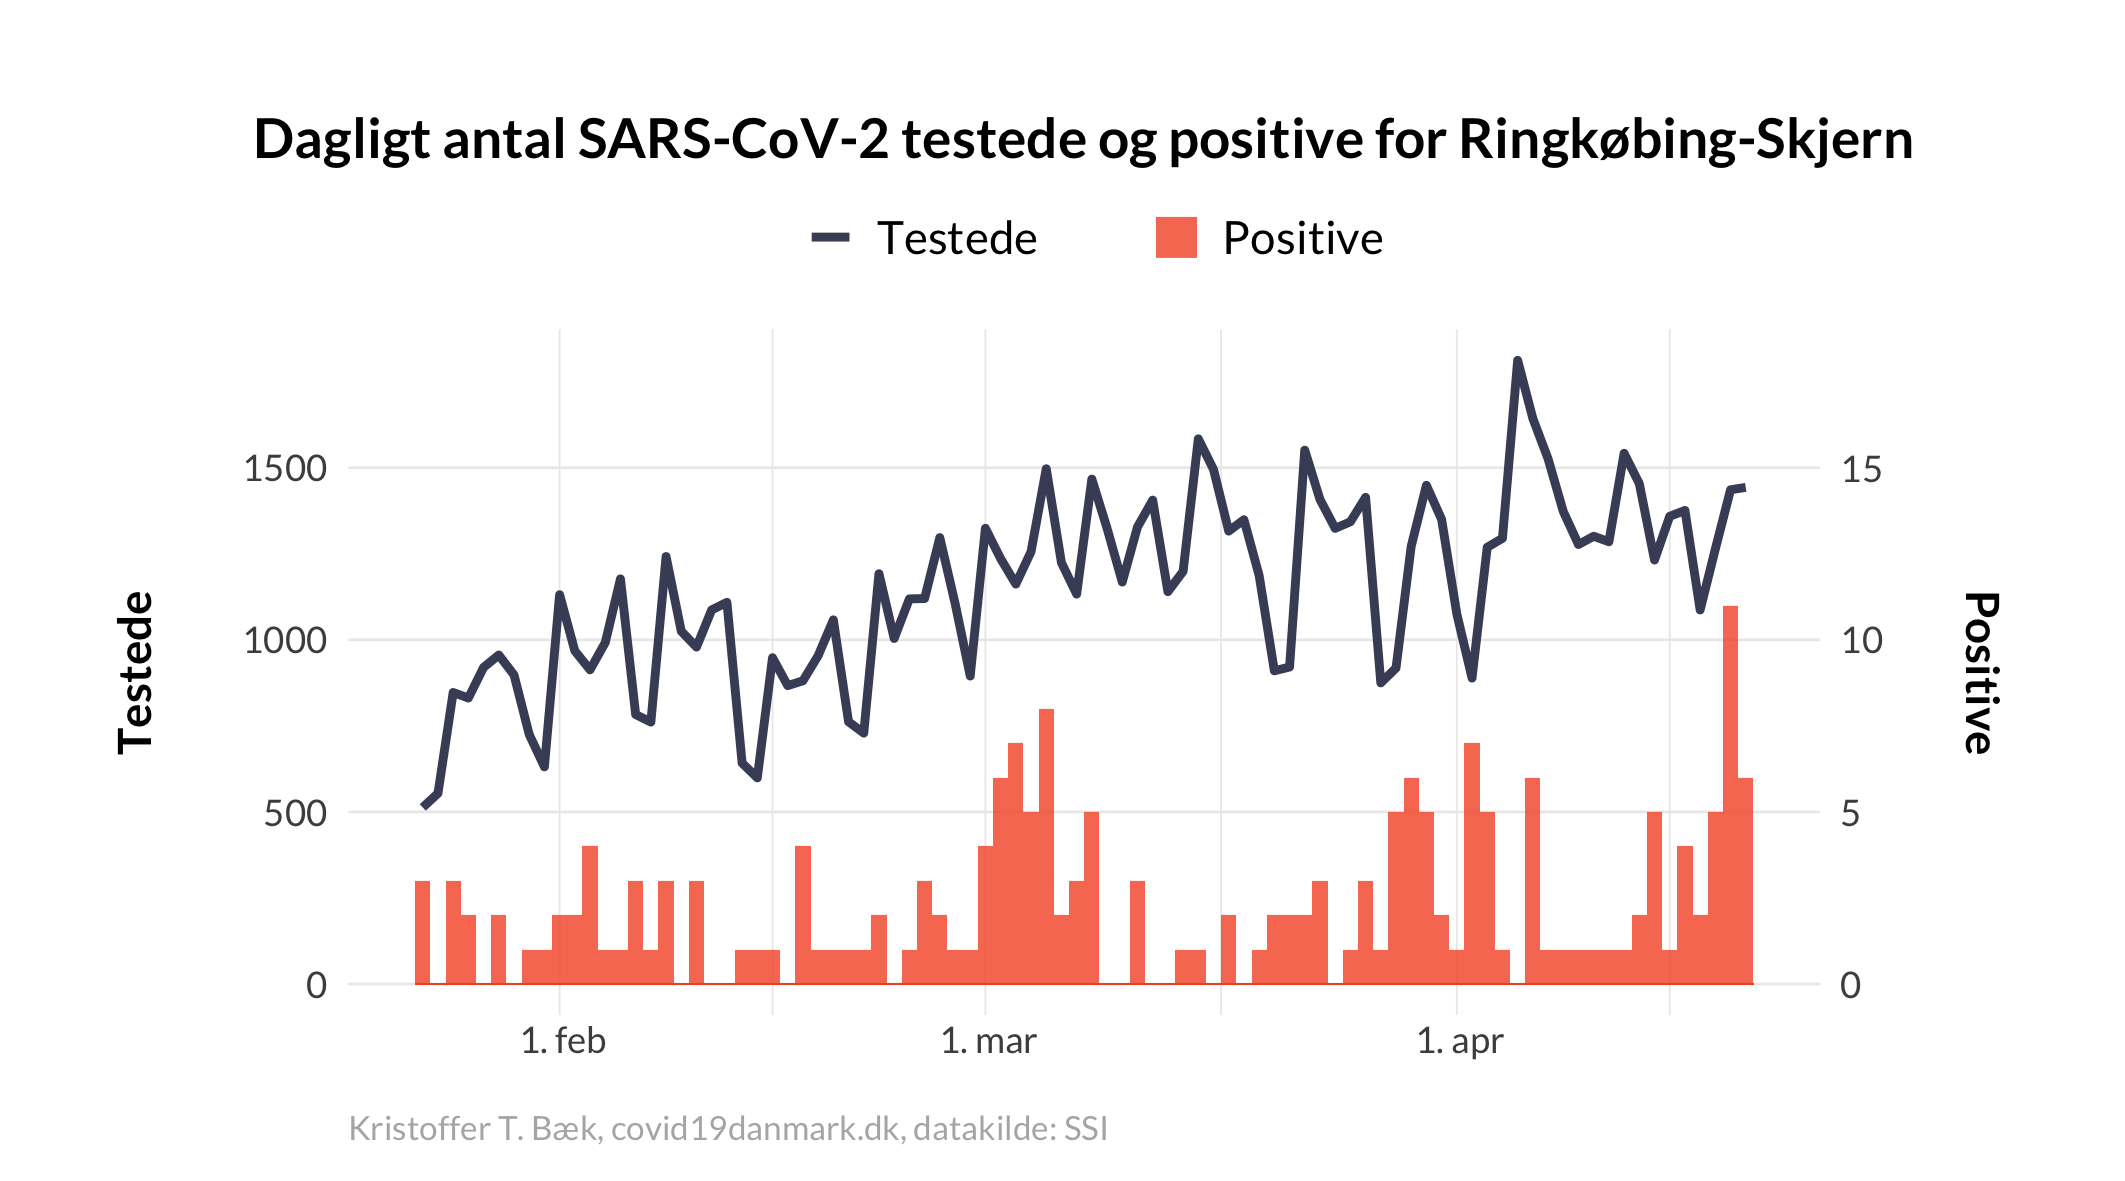 Dagligt antal SARS-CoV-2 testede og positive for Ringkøbing-Skjern
Testede Positive
1500 15
1000 10
500 5
0 0
Testede
Positive
1. feb 1. mar 1. apr
Kristoffer T. Bæk, covid19danmark.dk, datakilde: SSI